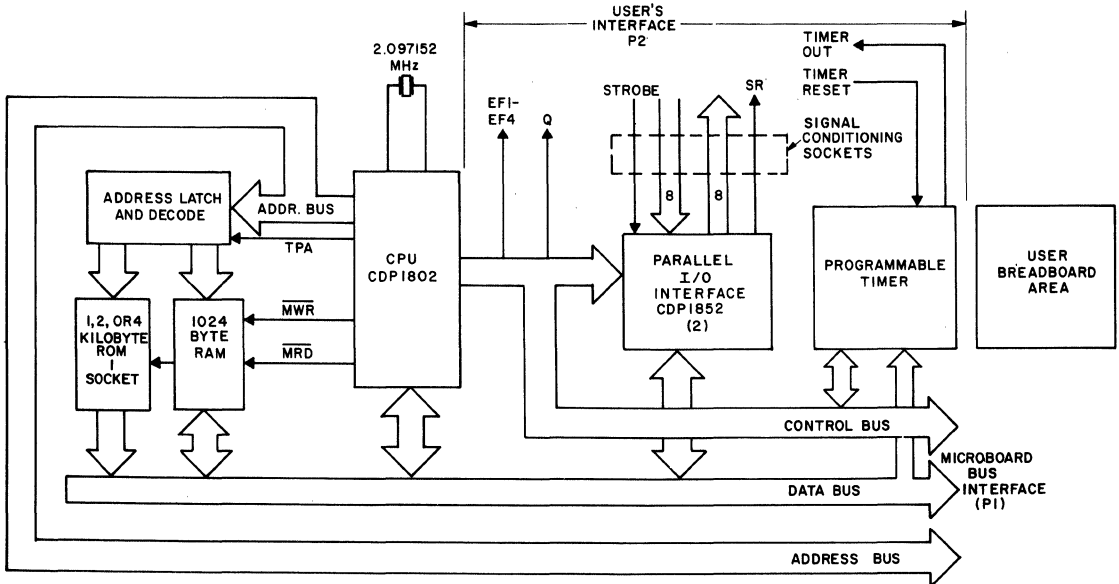 USER'S
INTERFACE
P2
2.097152
MHz
EF1-
EF4
Q
STROBE
SR
TIMER
OUT
TIMER
RESET
SIGNAL
CONDITIONING
SOCKETS
8
8
ADDRESS LATCH
AND DECODE
ADDR. BUS
TPA
CPU
CDP1802
PARALLEL
I/O
INTERFACE
CDP1852
(2)
PROGRAMMABLE
TIMER
USER
BREADBOARD
AREA
1,2, OR4
KILOBYTE
ROM
1
SOCKET
1024
BYTE
RAM
MWR
MRD
CONTROL BUS
DATA BUS
MICROBOARD
BUS
INTERFACE
(P1)
ADDRESS BUS